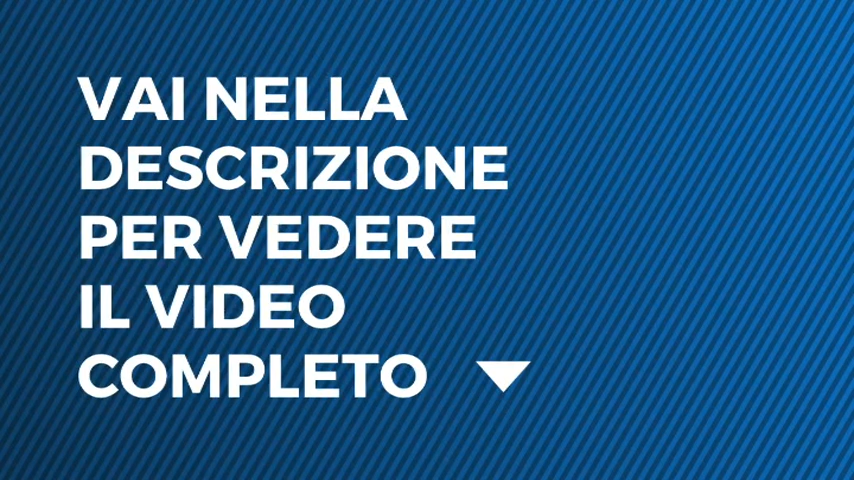 VAI NELLA
DESCRIZIONE
PER VEDERE
IL VIDEO
COMPLETO